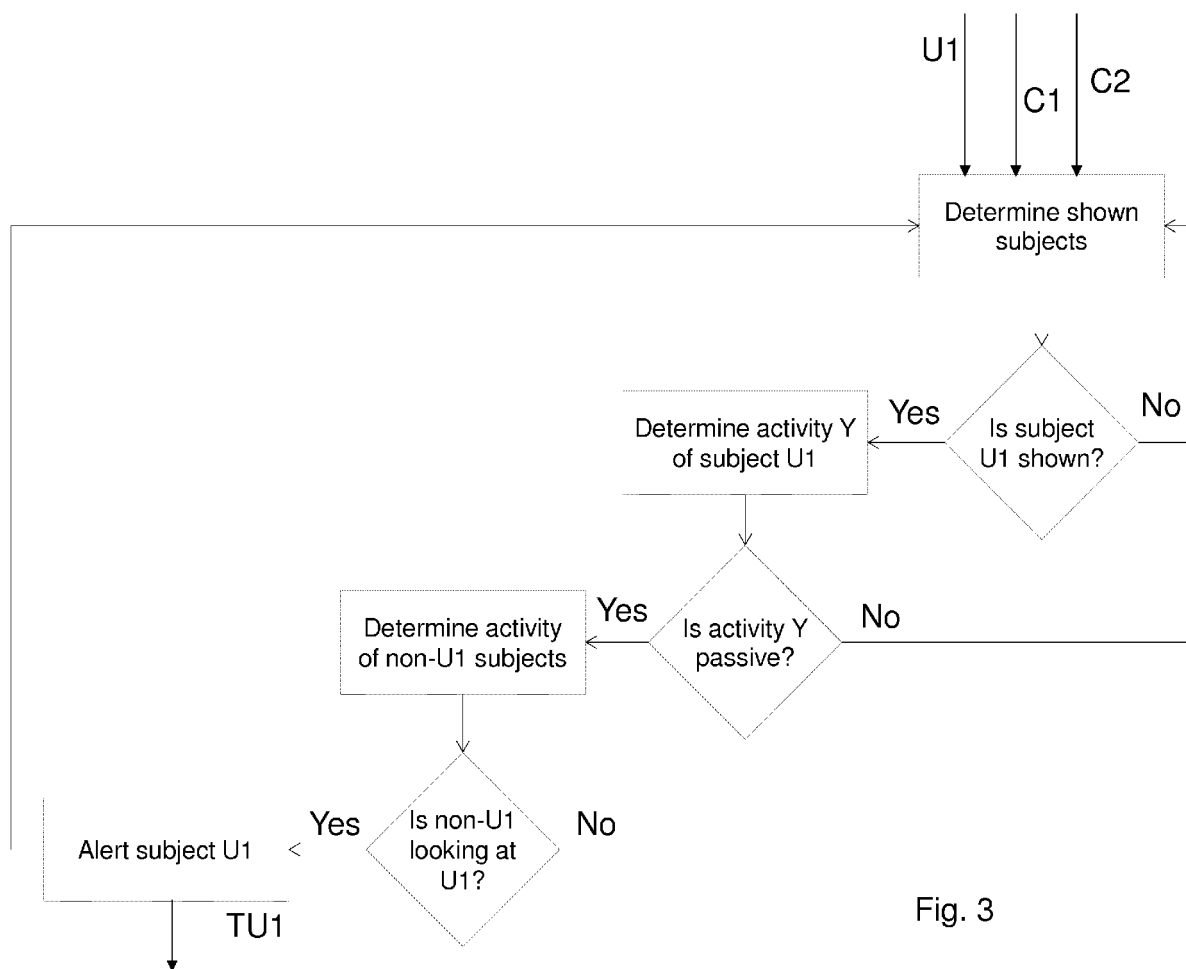 U1
C1
C2
Determine shown
subjects
Is subject
U1 shown?
Yes
No
Determine activity Y
of subject U1
Is activity Y
passive?
Yes
No
Determine activity
of non-U1 subjects
Is non-U1
looking at
U1?
Yes
No
Alert subject U1
TU1
Fig. 3